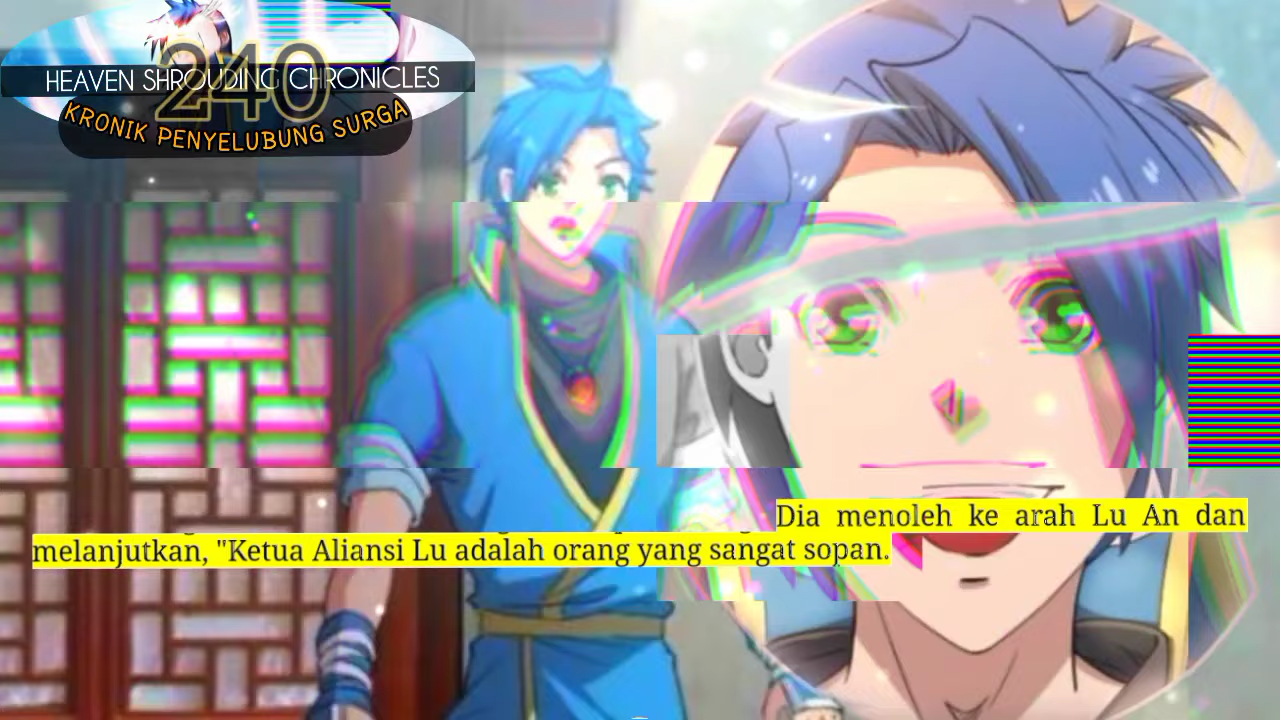 240
HEAVEN SHROUDING CHRONICLES
KRONIK PENYELUBUNG SURGA
Dia menoleh ke arah Lu An dan
melanjutkan, "Ketua Aliansi Lu adalah orang yang sangat sopan.